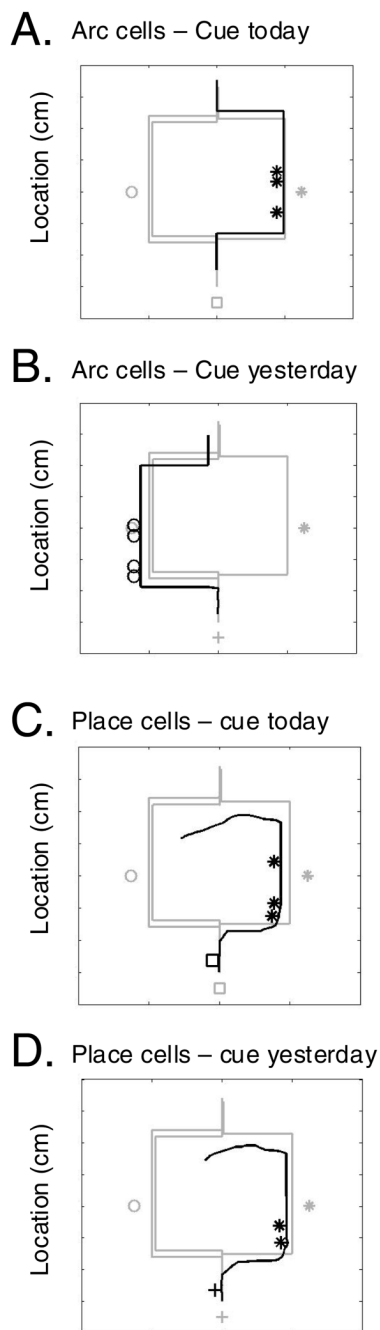 A. Arc cells – Cue today
Location (cm)
B. Arc cells – Cue yesterday
Location (cm)
C. Place cells – cue today
Location (cm)
D. Place cells – cue yesterday
Location (cm)